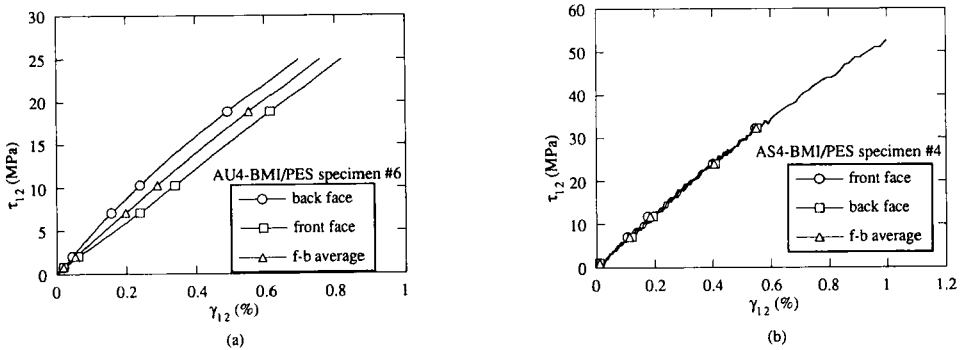 30
25
20
15
10
5
0
τ₁₂ (MPa)
AU4-BMI/PES specimen #6
back face
front face
f-b average
0 0.2 0.4 0.6 0.8 1
γ₁₂ (%)
(a)
60
50
40
30
20
10
0
τ₁₂ (MPa)
AS4-BMI/PES specimen #4
front face
back face
f-b average
0 0.2 0.4 0.6 0.8 1 1.2
γ₁₂ (%)
(b)